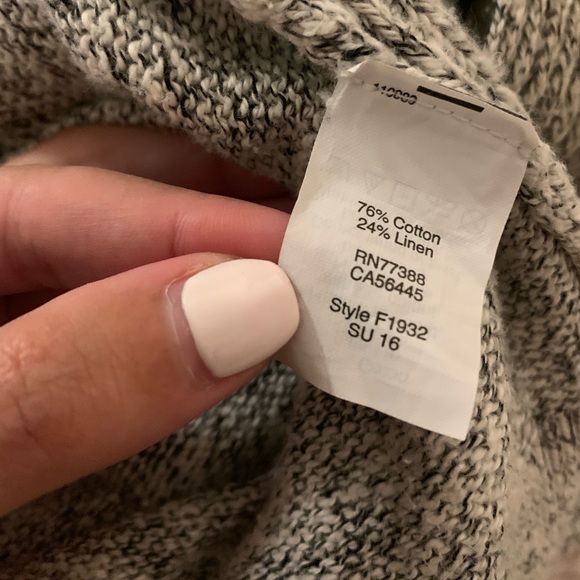 76% Cotton
24% Linen
RN77388
CA56445
Style F1932
SU 16